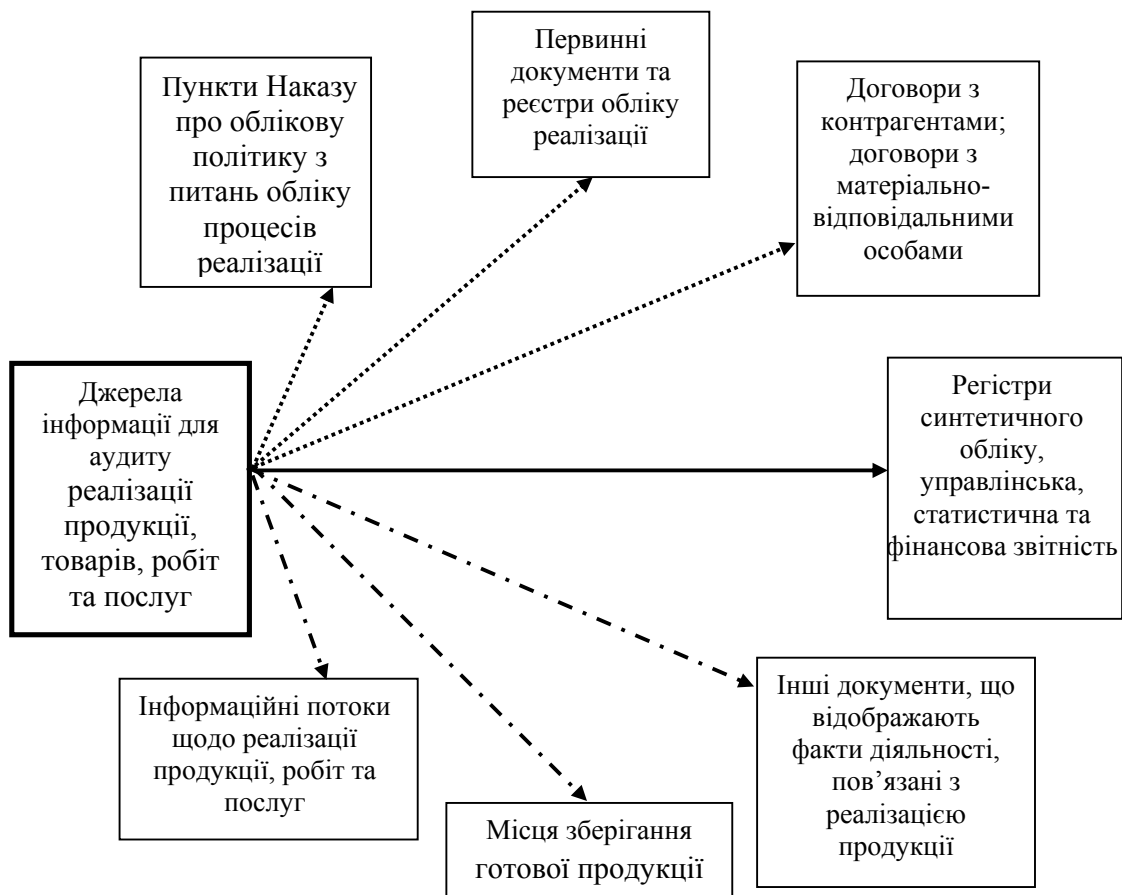 Пункти Наказу
про облікову
політику з
питань обліку
процесів
реалізації
Первинні
документи та
реєстри обліку
реалізації
Договори з
контрагентами;
договори з
матеріально-
відповідальними
особами
Джерела
інформації для
аудиту
реалізації
продукції,
товарів, робіт
та послуг
Регістри
синтетичного
обліку,
управлінська,
статистична та
фінансова звітність
Інформаційні потоки
щодо реалізації
продукції, робіт та
послуг
Місця зберігання
готової продукції
Інші документи, що
відображають
факти діяльності,
пов’язані з
реалізацією
продукції